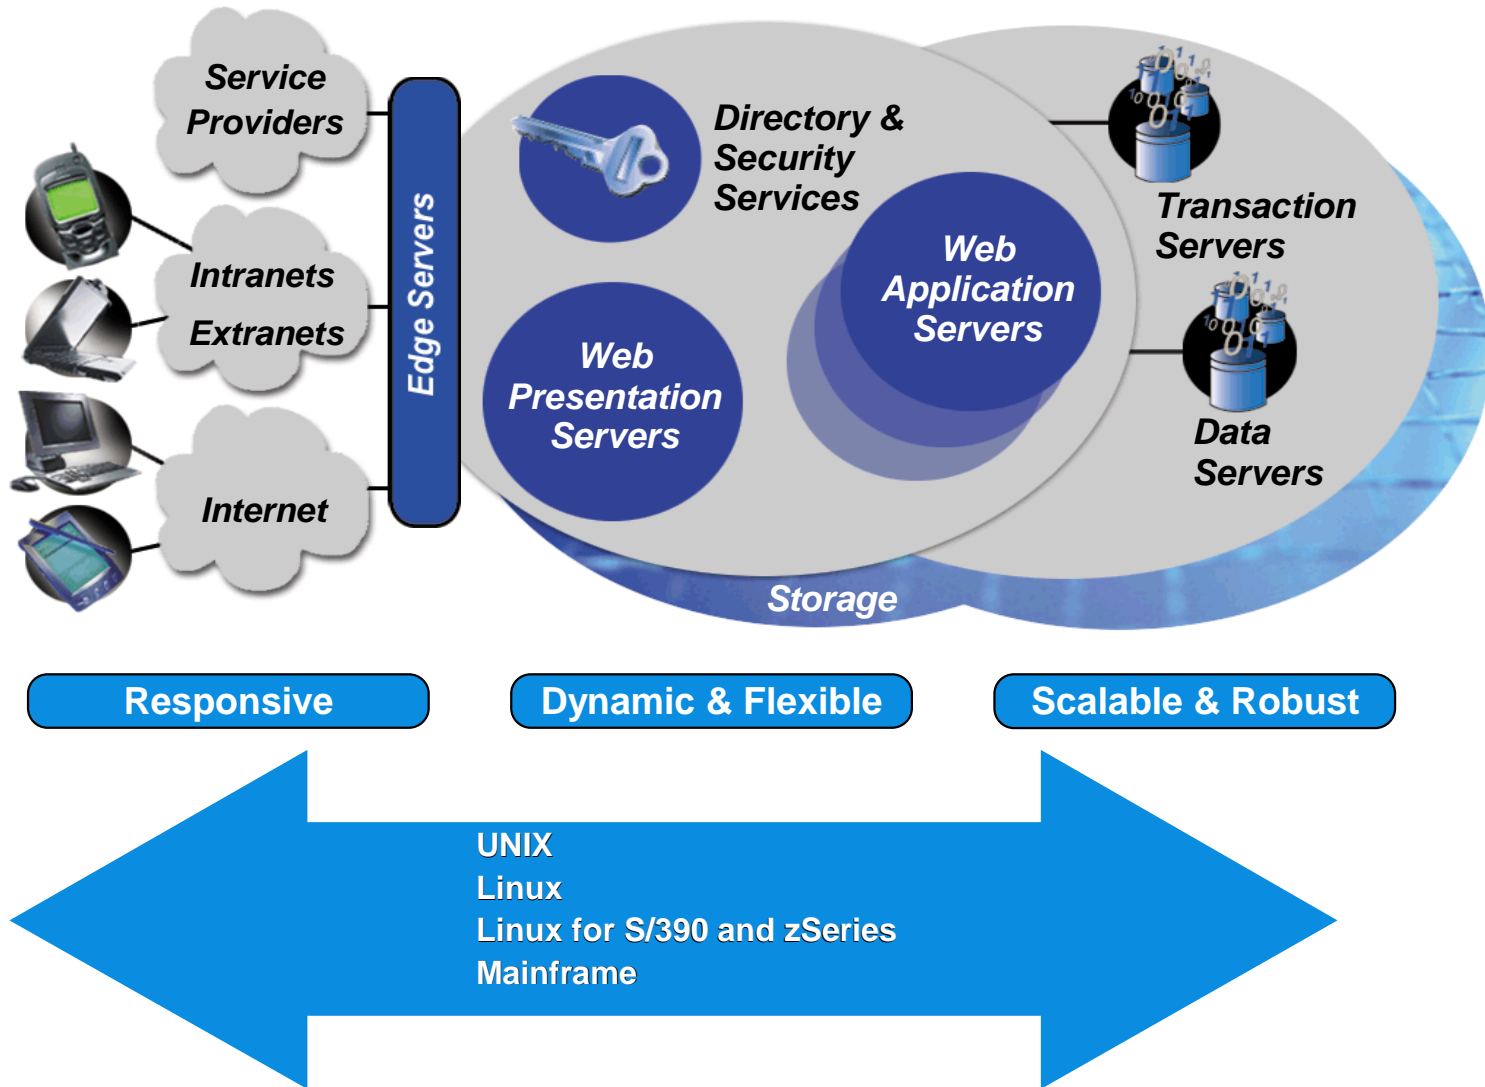 Service
Providers
Intranets
Extranets
Internet
Edge Servers
Directory &
Security
Services
Web
Presentation
Servers
Web
Application
Servers
Transaction
Servers
Data
Servers
Storage
Responsive
Dynamic & Flexible
Scalable & Robust
UNIX
Linux
Linux for S/390 and zSeries
Mainframe